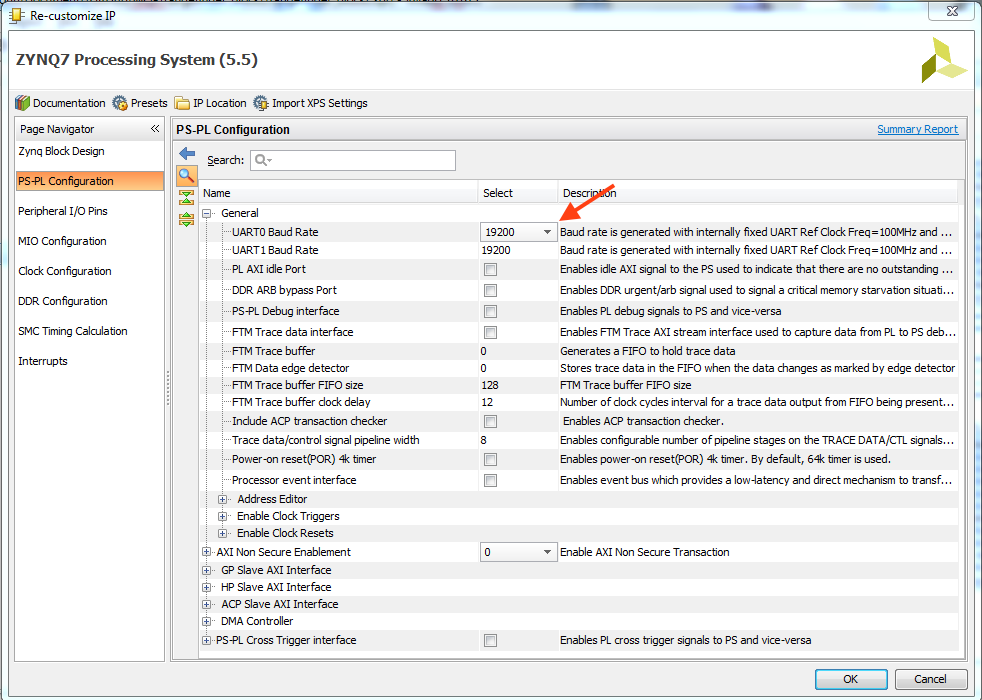 Re-customize IP
ZYNQ7 Processing System (5.5)
Documentation Presets IP Location Import XPS Settings
Page Navigator «
Zynq Block Design
PS-PL Configuration
Peripheral I/O Pins
MIO Configuration
Clock Configuration
DDR Configuration
SMC Timing Calculation
Interrupts
PS-PL Configuration Summary Report
Search:
Name Select Description
General
UART0 Baud Rate 19200 Baud rate is generated with internally fixed UART Ref Clock Freq=100MHz and ...
UART1 Baud Rate 19200 Baud rate is generated with internally fixed UART Ref Clock Freq=100MHz and ...
PL AXI idle Port Enables idle AXI signal to the PS used to indicate that there are no outstanding ...
DDR ARB bypass Port Enables DDR urgent/arb signal used to signal a critical memory starvation situati...
PS-PL Debug interface Enables PL debug signals to PS and vice-versa
FTM Trace data interface Enables FTM Trace AXI stream interface used to capture data from PL to PS deb...
FTM Trace buffer 0 Generates a FIFO to hold trace data
FTM Data edge detector 0 Stores trace data in the FIFO when the data changes as marked by edge detector
FTM Trace buffer FIFO size 128 FTM Trace buffer FIFO size
FTM Trace buffer clock delay 12 Number of clock cycles interval for a trace data output from FIFO being present...
Include ACP transaction checker Enables ACP transaction checker.
Trace data/control signal pipeline width 8 Enables configurable number of pipeline stages on the TRACE DATA/CTL signals...
Power-on reset(POR) 4k timer Enables power-on reset(POR) 4k timer. By default, 64k timer is used.
Processor event interface Enables event bus which provides a low-latency and direct mechanism to transf...
Address Editor
Enable Clock Triggers
Enable Clock Resets
AXI Non Secure Enablement 0 Enable AXI Non Secure Transaction
GP Slave AXI Interface
HP Slave AXI Interface
ACP Slave AXI Interface
DMA Controller
PS-PL Cross Trigger interface Enables PL cross trigger signals to PS and vice-versa
OK Cancel